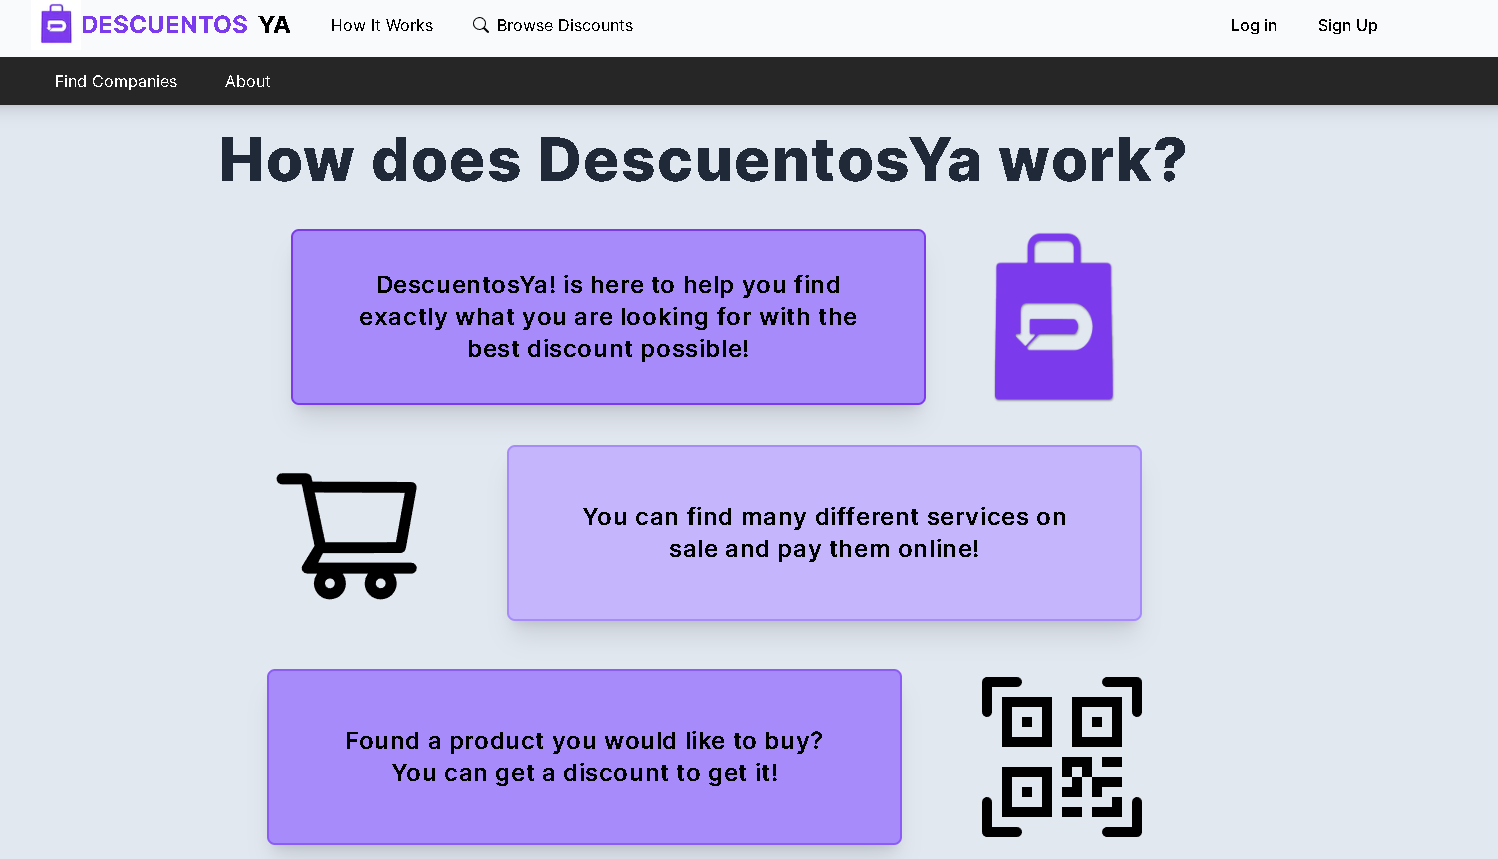 DESCUENTOS YA How It Works Browse Discounts Log in Sign Up
Find Companies About
How does DescuentosYa work?
DescuentosYa! is here to help you find
exactly what you are looking for with the
best discount possible!
You can find many different services on
sale and pay them online!
Found a product you would like to buy?
You can get a discount to get it!